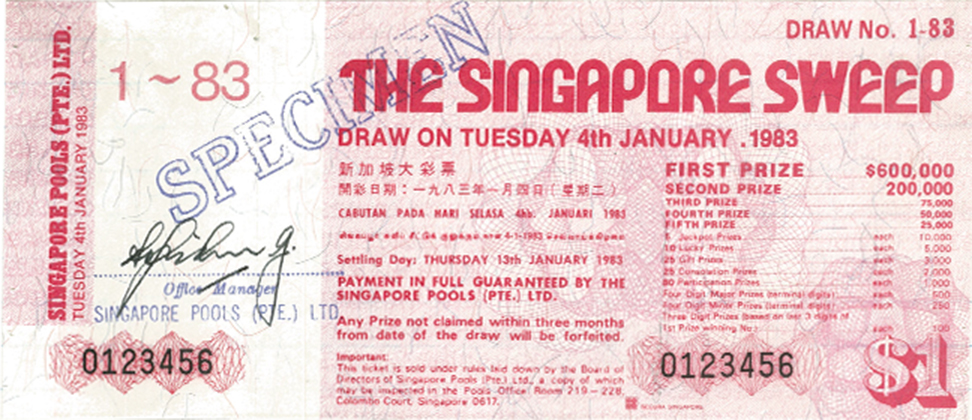 SINGAPORE POOLS (PTE.) LTD.
TUESDAY 4th JANUARY 1983
1 ~ 83
SPECIMEN
Office Manager
SINGAPORE POOLS (PTE.) LTD
0123456
DRAW No. 1-83
THE SINGAPORE SWEEP
DRAW ON TUESDAY 4th JANUARY . 1983
新加坡大彩票
開彩日期：一九八三年一月四日（星期二）
CABUTAN PADA HARI SELASA 4hb. JANUARI 1983
4-1-1983
Settling Day: THURSDAY 13th JANUARY 1983
PAYMENT IN FULL GUARANTEED BY THE
SINGAPORE POOLS (PTE.) LTD.
Any Prize not claimed within three months
from date of the draw will be forfeited.
Important:
This ticket is sold under rules laid down by the Board of
Directors of Singapore Pools (Pte.) Ltd., a copy of which
may be inspected in the Pools Office Room 219 – 228,
Colombo Court, Singapore 0617.
FIRST PRIZE $600,000
SECOND PRIZE 200,000
THIRD PRIZE 75,000
FOURTH PRIZE 50,000
FIFTH PRIZE 25,000
Jackpot Prizes each 10,000
10 Lucky Prizes each
25 Gift Prizes each
25 Consolation Prizes each 2,000
80 Participation Prizes each 1,000
Four Digit Major Prizes (terminal digits) each 500
Four Digit Minor Prizes (terminal digits) each 250
Three Digit Prizes (based on last 3 digits of
1st Prize winning No.) each 100
0123456
$1